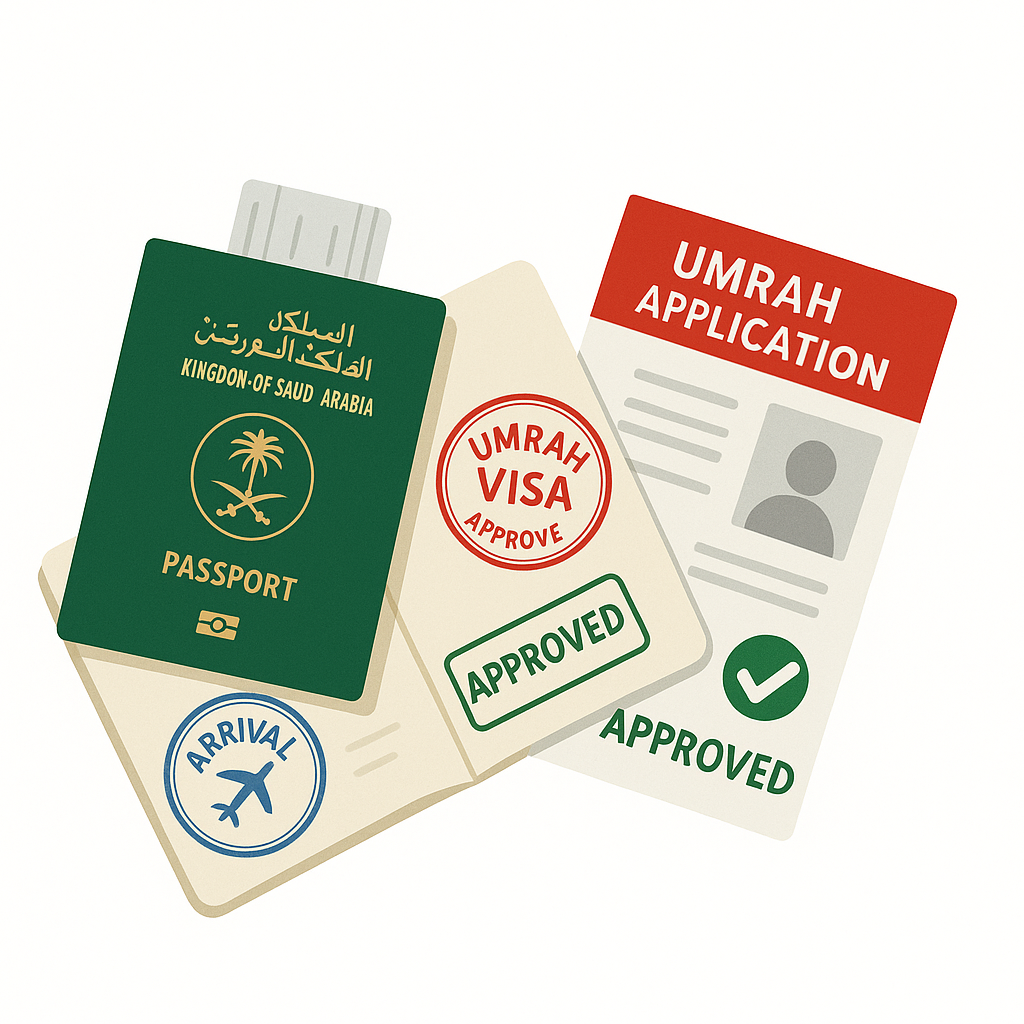 KINGDON·OF SAUD ARABIA
PASSPORT
UMRAH
VISA
APPROVE
APPROVED
ARRIVAL
UMRAH
APPLICATION
APPROVED